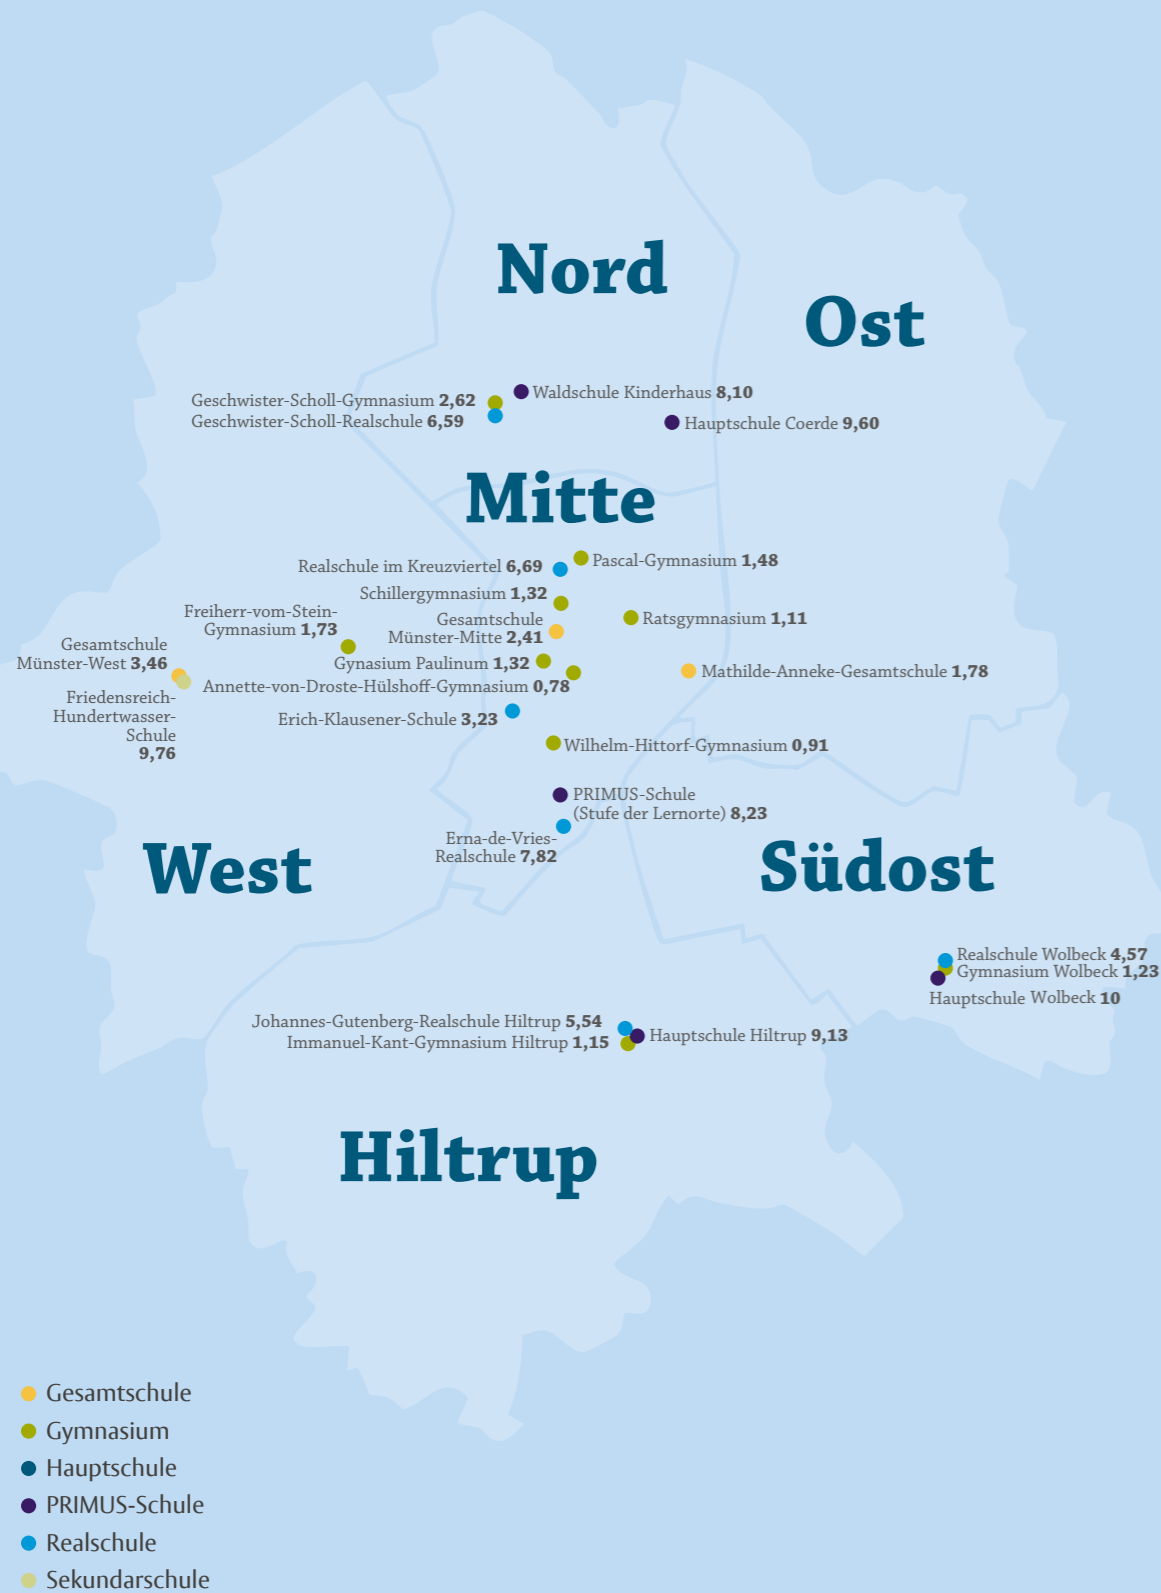 Nord
Ost
Geschwister-Scholl-Gymnasium 2,62
Geschwister-Scholl-Realschule 6,59
Waldschule Kinderhaus 8,10
Hauptschule Coerde 9,60
Mitte
Realschule im Kreuzviertel 6,69
Pascal-Gymnasium 1,48
Schillergymnasium 1,32
Freiherr-vom-Stein-
Gymnasium 1,73
Gesamtschule
Münster-Mitte 2,41
Ratsgymnasium 1,11
Gesamtschule
Münster-West 3,46
Gynasium Paulinum 1,32
Mathilde-Anneke-Gesamtschule 1,78
Annette-von-Droste-Hülshoff-Gymnasium 0,78
Friedensreich-
Hundertwasser-
Schule
9,76
Erich-Klausener-Schule 3,23
Wilhelm-Hittorf-Gymnasium 0,91
PRIMUS-Schule
(Stufe der Lernorte) 8,23
Erna-de-Vries-
Realschule 7,82
West
Südost
Realschule Wolbeck 4,57
Gymnasium Wolbeck 1,23
Hauptschule Wolbeck 10
Johannes-Gutenberg-Realschule Hiltrup 5,54
Immanuel-Kant-Gymnasium Hiltrup 1,15
Hauptschule Hiltrup 9,13
Hiltrup
Gesamtschule
Gymnasium
Hauptschule
PRIMUS-Schule
Realschule
Sekundarschule